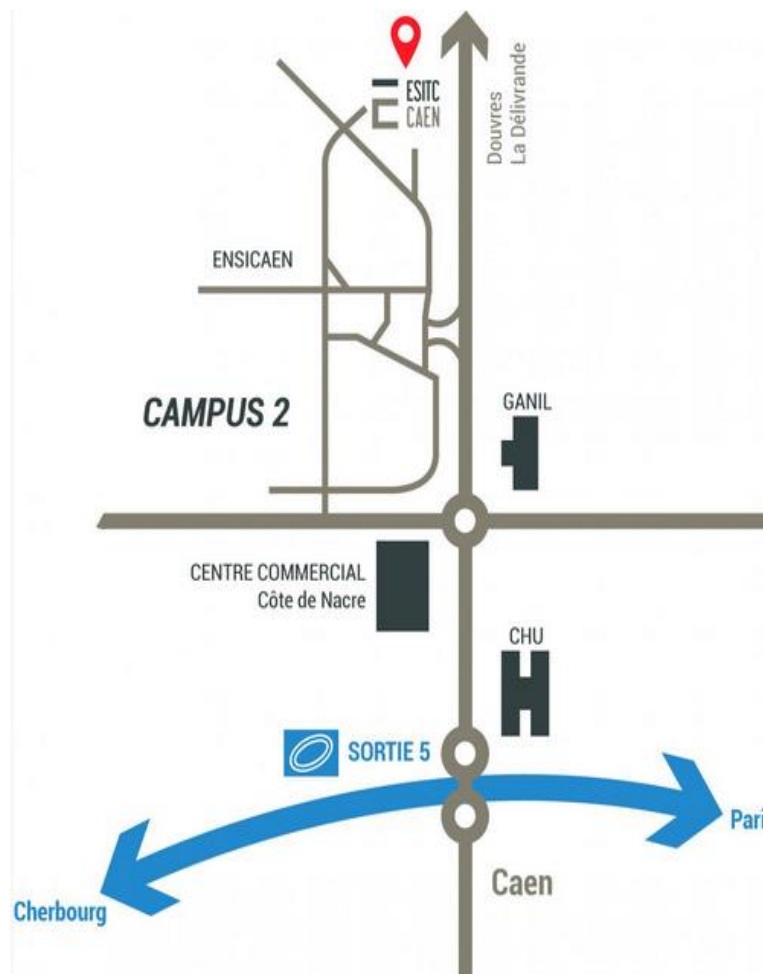 ESITC
CAEN
Douvres
La Délivrande
ENSICAEN
CAMPUS 2
GANIL
CENTRE COMMERCIAL
Côte de Nacre
CHU
SORTIE 5
Pari
Caen
Cherbourg